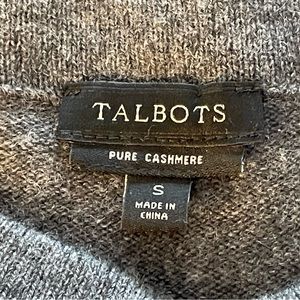 TALBOTS
PURE CASHMERE
S
MADE IN
CHINA